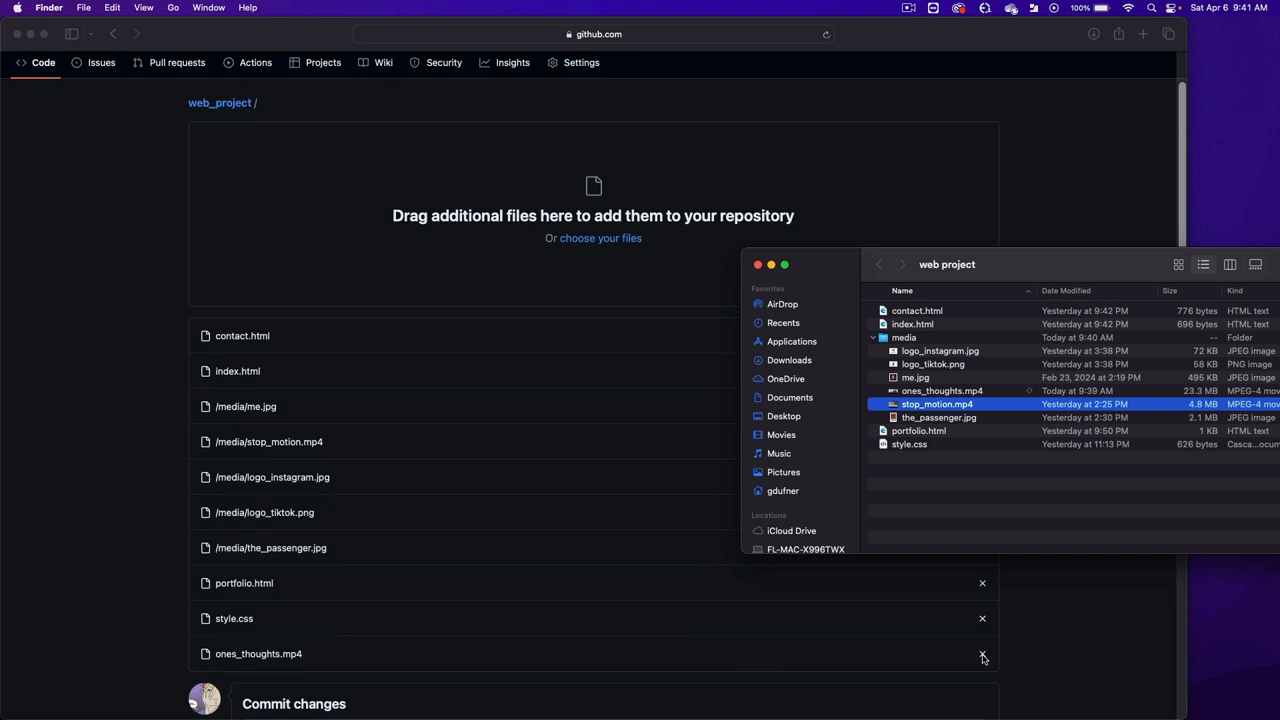 Finder File Edit View Go Window Help 100% Sat Apr 6 9:41 AM
github.com
Code Issues Pull requests Actions Projects Wiki Security Insights Settings
web_project /
Drag additional files here to add them to your repository
Or choose your files
contact.html
index.html
/media/me.jpg
/media/stop_motion.mp4
/media/logo_instagram.jpg
/media/logo_tiktok.png
/media/the_passenger.jpg
portfolio.html
style.css
ones_thoughts.mp4
Commit changes
web project
Favorites
AirDrop
Recents
Applications
Downloads
OneDrive
Documents
Desktop
Movies
Music
Pictures
gdufner
Locations
iCloud Drive
FL-MAC-X996TWX
Name Date Modified Size Kind
contact.html Yesterday at 9:42 PM 776 bytes HTML text
index.html Yesterday at 9:42 PM 696 bytes HTML text
media Today at 9:40 AM -- Folder
logo_instagram.jpg Yesterday at 3:38 PM 72 KB JPEG image
logo_tiktok.png Yesterday at 3:38 PM 58 KB PNG image
me.jpg Feb 23, 2024 at 2:19 PM 495 KB JPEG image
ones_thoughts.mp4 Today at 9:39 AM 23.3 MB MPEG-4 mov
stop_motion.mp4 Yesterday at 2:25 PM 4.8 MB MPEG-4 mov
the_passenger.jpg Yesterday at 2:30 PM 2.1 MB JPEG image
portfolio.html Yesterday at 9:50 PM 1 KB HTML text
style.css Yesterday at 11:13 PM 626 bytes Casca...ocum